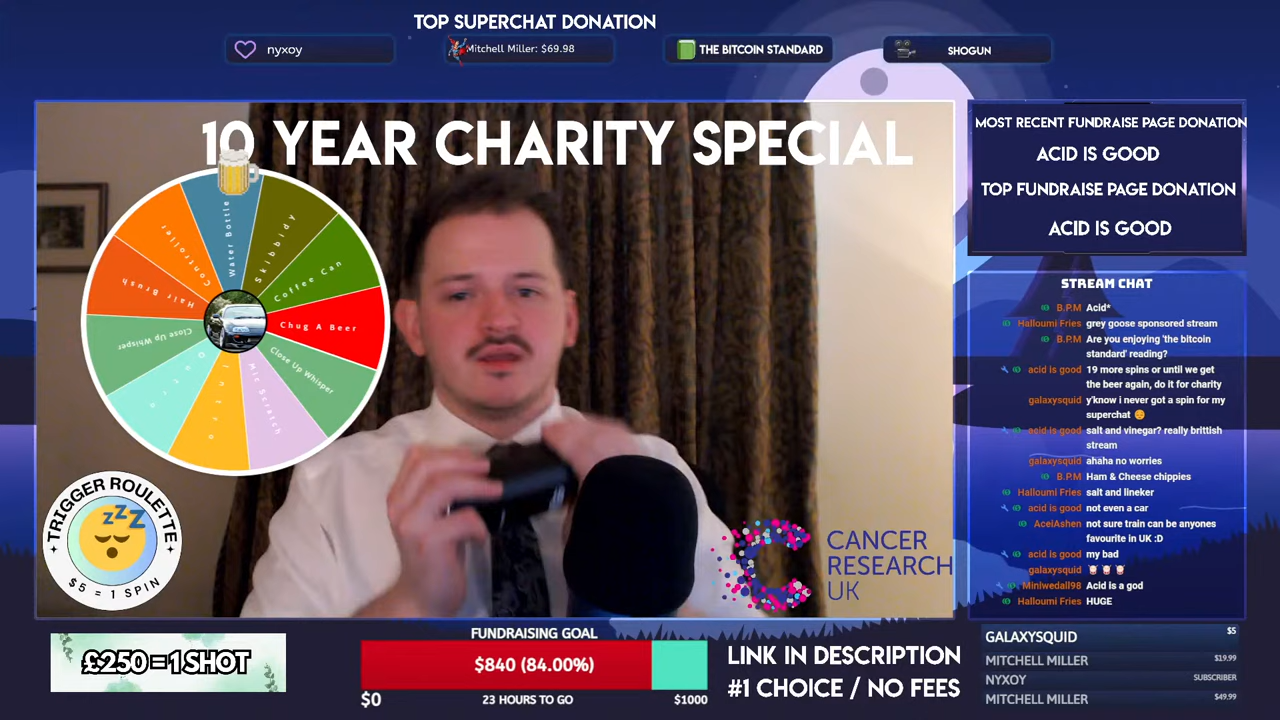 TOP SUPERCHAT DONATION
nyxoy
Mitchell Miller: $69.98
THE BITCOIN STANDARD
SHOGUN
10 YEAR CHARITY SPECIAL
Water Bottle
Skibbidy
Coffee Can
Chug A Beer
Close Up Whisper
Mic Scratch
Intro
Close Up Whisper
Hair Brush
Controller
TRIGGER ROULETTE
zzz
$5 = 1 SPIN
CANCER
RESEARCH
UK
MOST RECENT FUNDRAISE PAGE DONATION
ACID IS GOOD
TOP FUNDRAISE PAGE DONATION
ACID IS GOOD
STREAM CHAT
B.P.M Acid*
Halloumi Fries grey goose sponsored stream
B.P.M Are you enjoying 'the bitcoin
standard' reading?
acid is good 19 more spins or until we get
the beer again, do it for charity
galaxysquid y'know i never got a spin for my
superchat
acid is good salt and vinegar? really brittish
stream
galaxysquid ahaha no worries
B.P.M Ham & Cheese chippies
Halloumi Fries salt and lineker
acid is good not even a car
AceiAshen not sure train can be anyones
favourite in UK :D
acid is good my bad
galaxysquid
Miniwedall98 Acid is a god
Halloumi Fries HUGE
£250 = 1 SHOT
FUNDRAISING GOAL
$840 (84.00%)
$0
23 HOURS TO GO
$1000
LINK IN DESCRIPTION
#1 CHOICE / NO FEES
GALAXYSQUID $5
MITCHELL MILLER $19.99
NYXOY SUBSCRIBER
MITCHELL MILLER $49.99